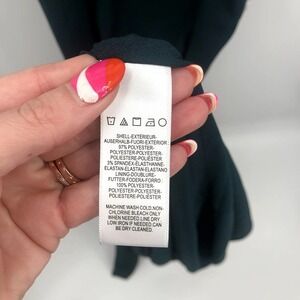 SHELL-EXTERIEUR-
AUßERHALB-FUORI-EXTERIOR
97% POLYESTER-
POLYESTER-POLYESTER-
POLIESTERE-POLIÉSTER
3% SPANDEX-ELASTHANNE-
ELASTAN-ELASTAN-ELASTANO
LINING-DOUBLURE-
FUTTER-FODERA-FORRO
100% POLYESTER-
POLYESTER-POLYESTER-
POLIESTERE-POLIÉSTER
MACHINE WASH COLD.NON-
CHLORINE BLEACH ONLY
WHEN NEEDED LINE DRY.
LOW IRON IF NEEDED CAN
BE DRY CLEANED.